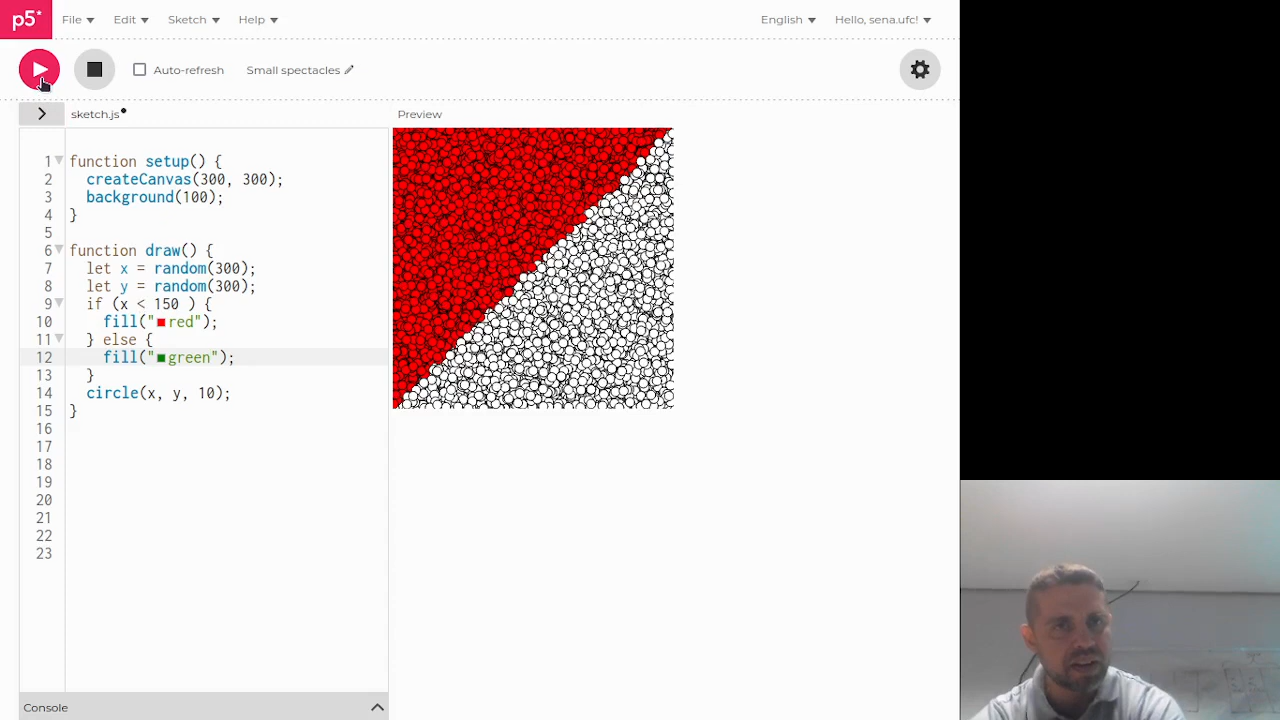 p5* File Edit Sketch Help English Hello, sena.ufc!
Auto-refresh Small spectacles
sketch.js Preview
1 function setup() {
2 createCanvas(300, 300);
3 background(100);
4 }
5
6 function draw() {
7 let x = random(300);
8 let y = random(300);
9 if (x < 150 ) {
10 fill("red");
11 } else {
12 fill("green");
13 }
14 circle(x, y, 10);
15 }
16
17
18
19
20
21
22
23
Console